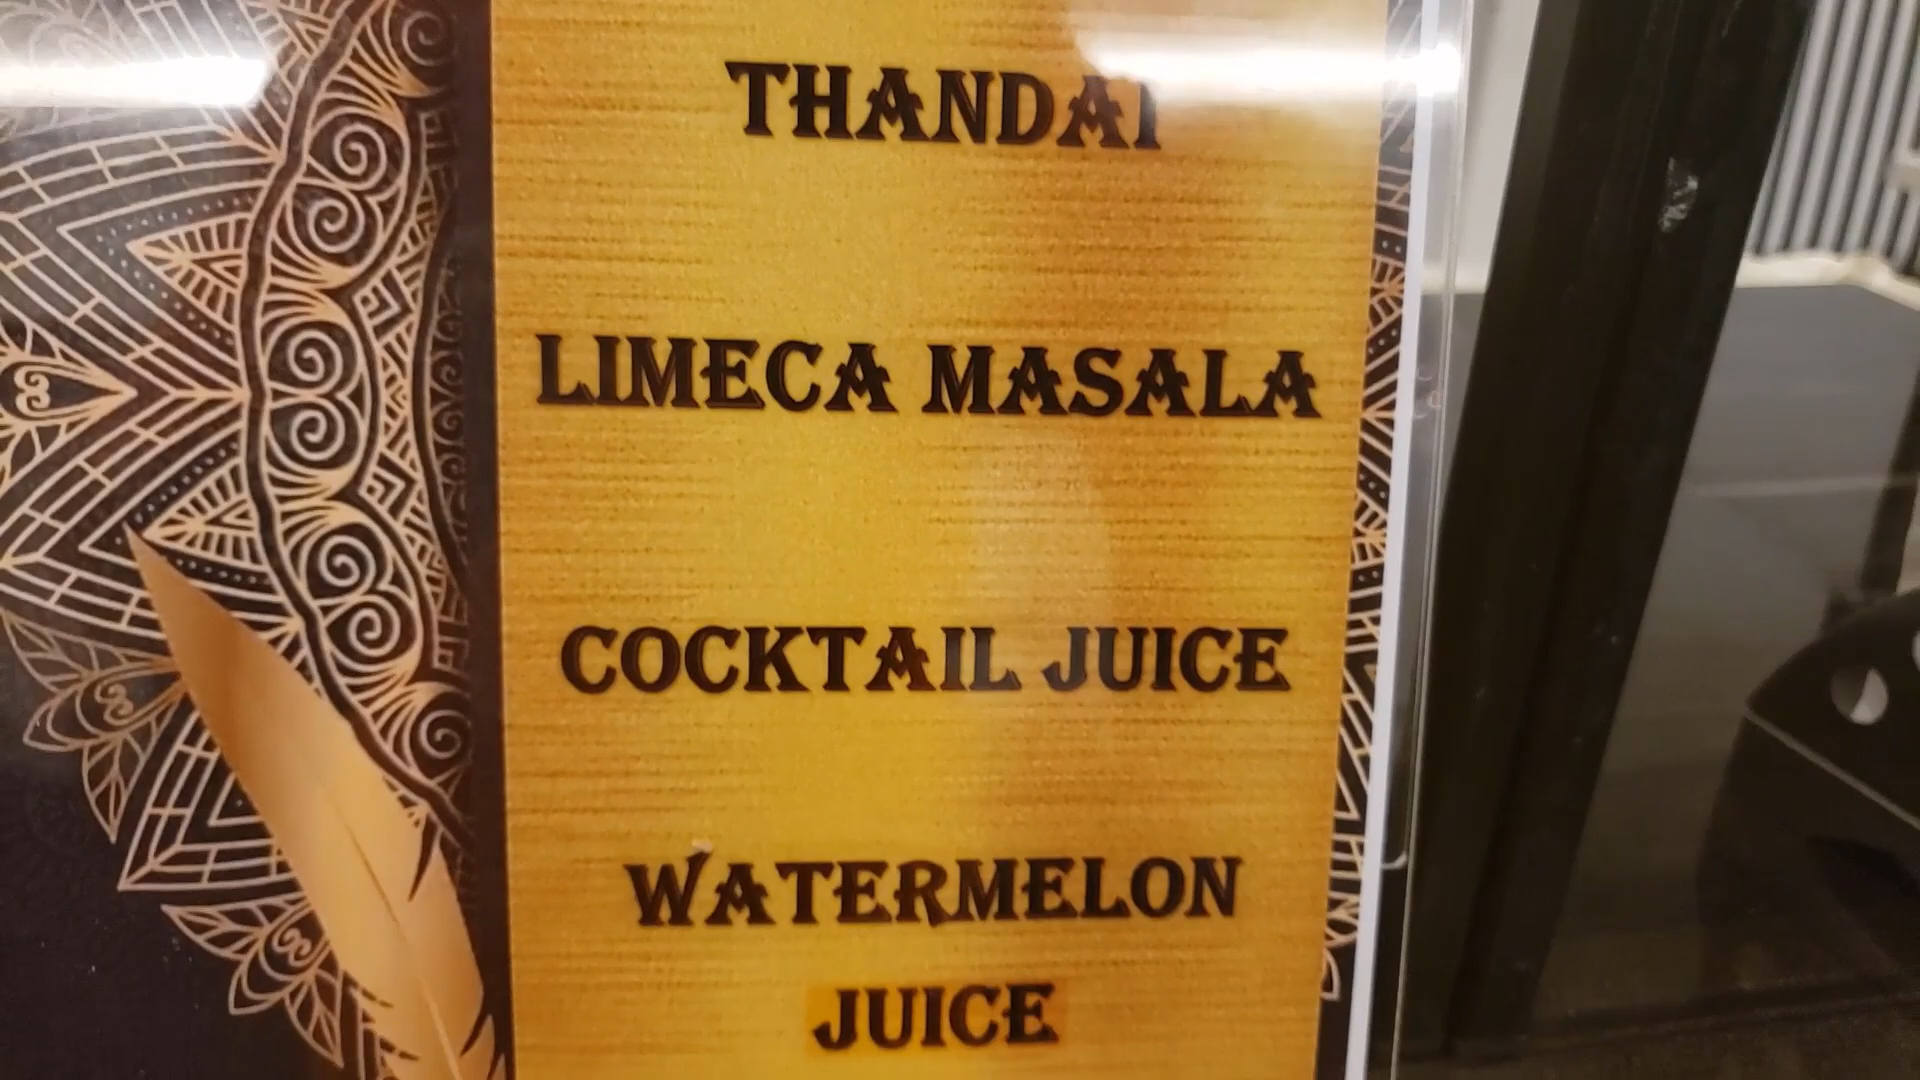 THANDAI
LIMECA MASALA
COCKTAIL JUICE
WATERMELON
JUICE